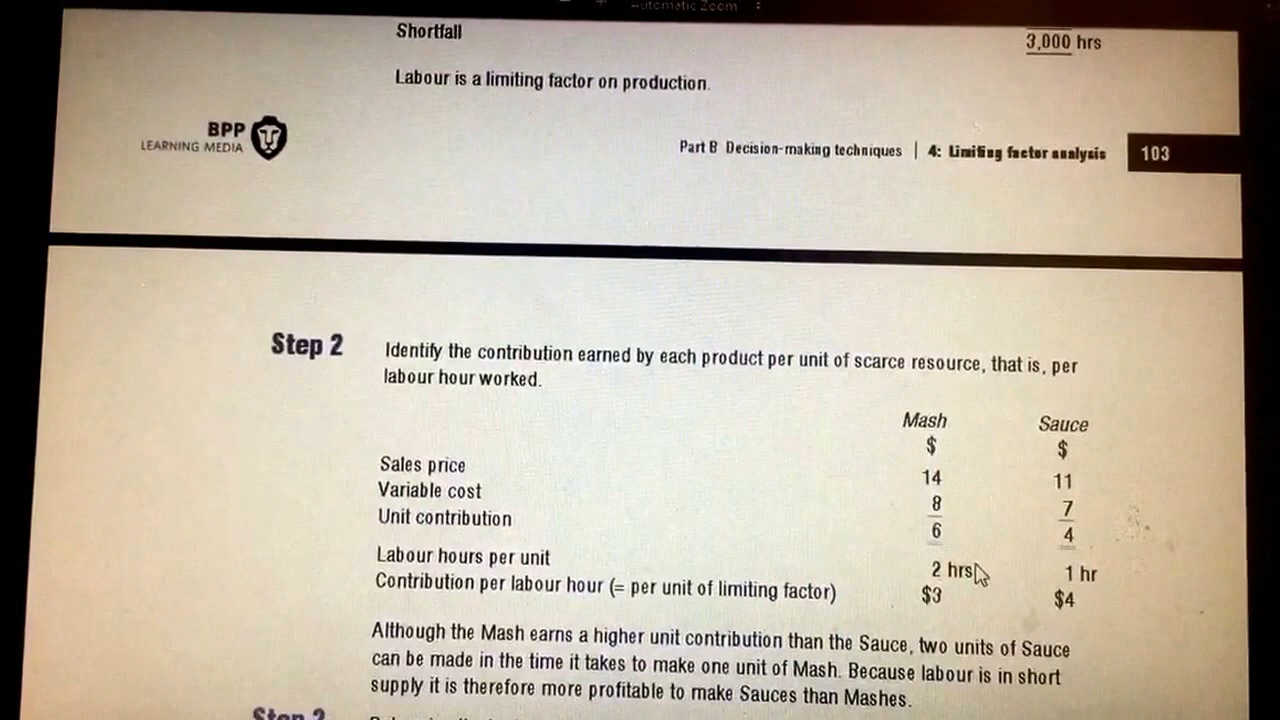 Automatic Zoom
Shortfall 3,000 hrs
Labour is a limiting factor on production.
BPP
LEARNING MEDIA
Part B Decision-making techniques | 4: Limiting factor analysis 103
Step 2 Identify the contribution earned by each product per unit of scarce resource, that is, per
labour hour worked.
Mash Sauce
$ $
Sales price 14 11
Variable cost 8 7
Unit contribution 6 4
Labour hours per unit 2 hrs 1 hr
Contribution per labour hour (= per unit of limiting factor) $3 $4
Although the Mash earns a higher unit contribution than the Sauce, two units of Sauce
can be made in the time it takes to make one unit of Mash. Because labour is in short
supply it is therefore more profitable to make Sauces than Mashes.